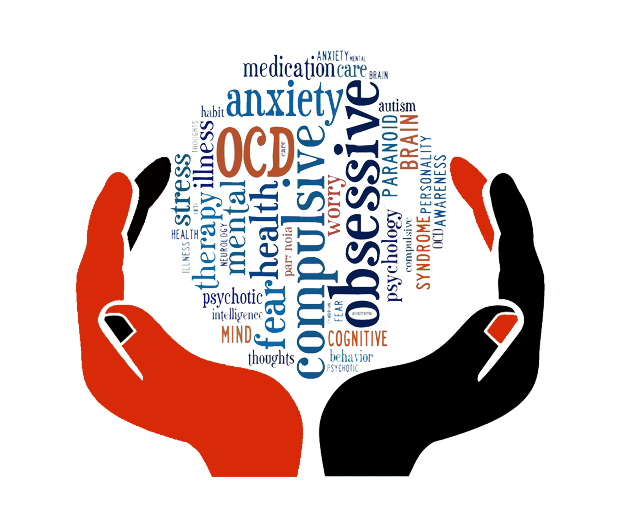 ANXIETY
MENTAL
medication
care
BRAIN
anxiety
obsessive
autism
habit
THOUGHTS
OCD
care
illness
PARANOID
BRAIN
stress
compulsive
PERSONALITY
AWARENESS
OCD
therapy
mental
health
worry
psychology
compulsive
SYNDROME
HEALTH
ILLNESS
NEUROLOGY
paranoia
fear
psychotic
intelligence
MIND
FEAR
COGNITIVE
thoughts
behavior
PSYCHOTIC